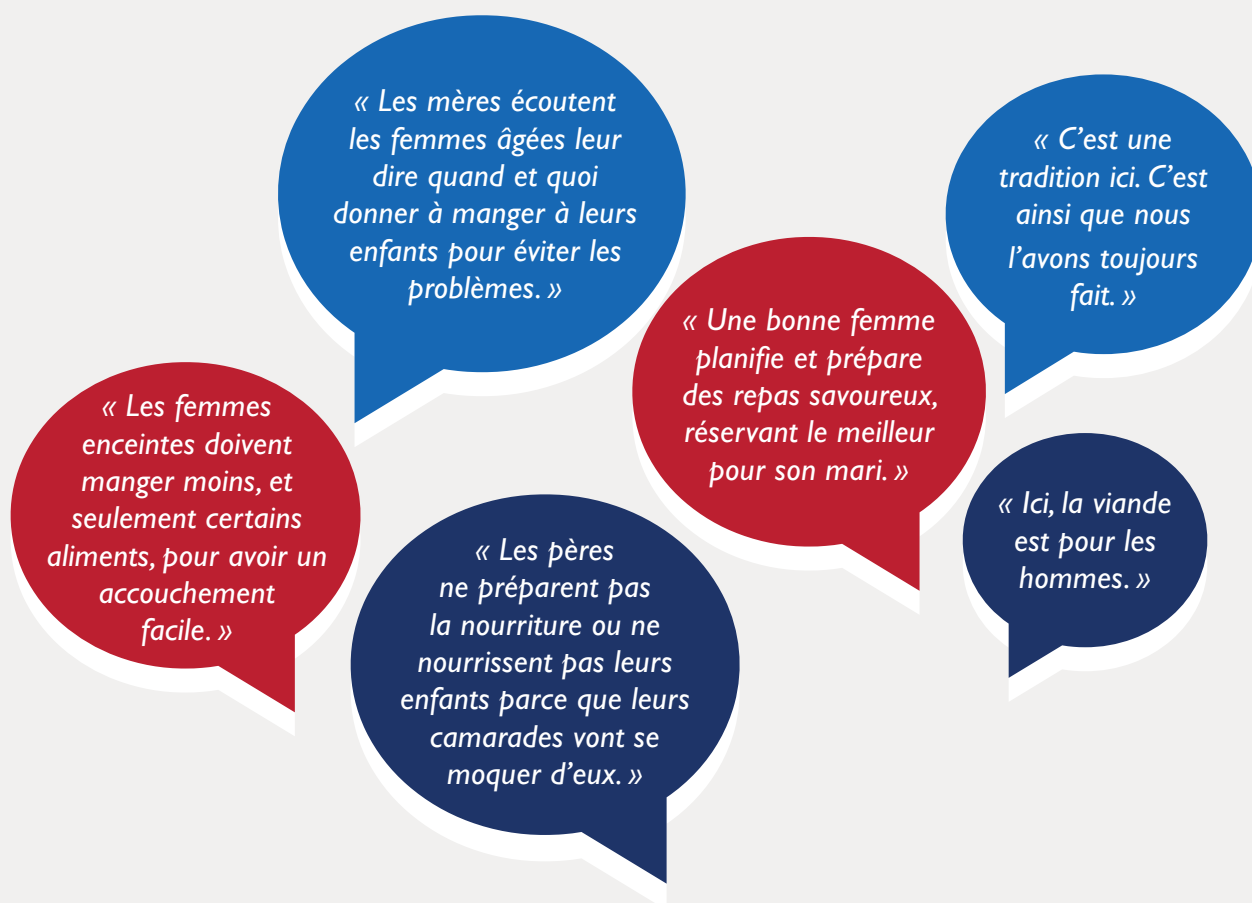 « Les mères écoutent
les femmes âgées leur
dire quand et quoi
donner à manger à leurs
enfants pour éviter les
problèmes. »
« C’est une
tradition ici. C’est
ainsi que nous
l’avons toujours
fait. »
« Une bonne femme
planifie et prépare
des repas savoureux,
réservant le meilleur
pour son mari. »
« Les femmes
enceintes doivent
manger moins, et
seulement certains
aliments, pour avoir un
accouchement
facile. »
« Ici, la viande
est pour les
hommes. »
« Les pères
ne préparent pas
la nourriture ou ne
nourrissent pas leurs
enfants parce que leurs
camarades vont se
moquer d’eux. »